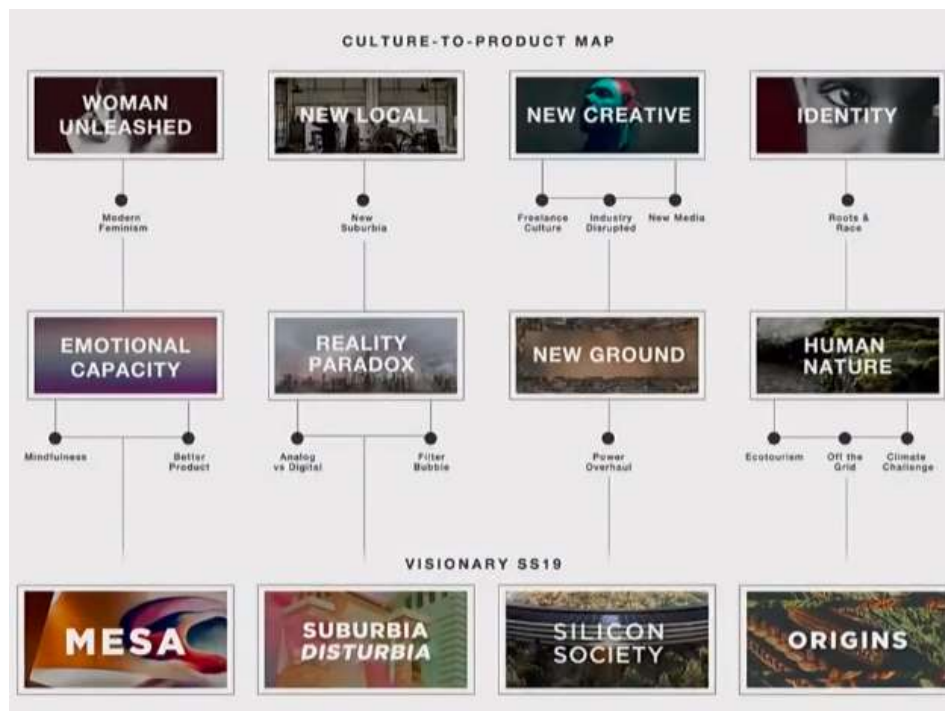 CULTURE-TO-PRODUCT MAP
WOMAN
UNLEASHED
NEW LOCAL
NEW CREATIVE
IDENTITY
Modern
Feminism
New
Suburbia
Freelance
Culture
Industry
Disrupted
New Media
Roots &
Race
EMOTIONAL
CAPACITY
REALITY
PARADOX
NEW GROUND
HUMAN
NATURE
Mindfulness
Better
Product
Analog
vs Digital
Filter
Bubble
Power
Overhaul
Ecotourism
Off the
Grid
Climate
Challenge
VISIONARY SS19
MESA
SUBURBIA
DISTURBIA
SILICON
SOCIETY
ORIGINS